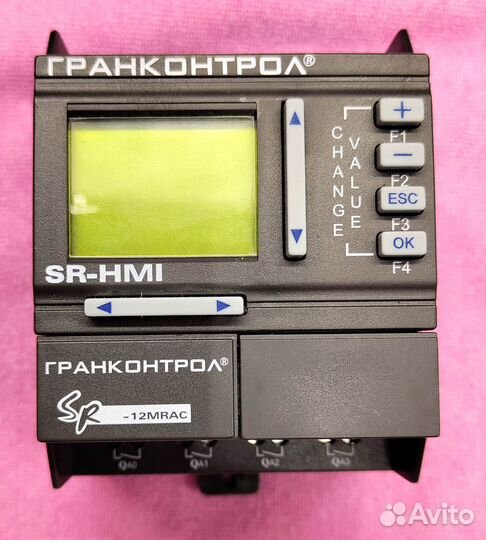 ГРАНКОНТРОЛ®
CHANGE
VALUE
+
F1
−
F2
ESC
F3
OK
F4
SR-HMI
ГРАНКОНТРОЛ®
SR -12MRAC
QA0 QA1 QA2 QA3
Avito